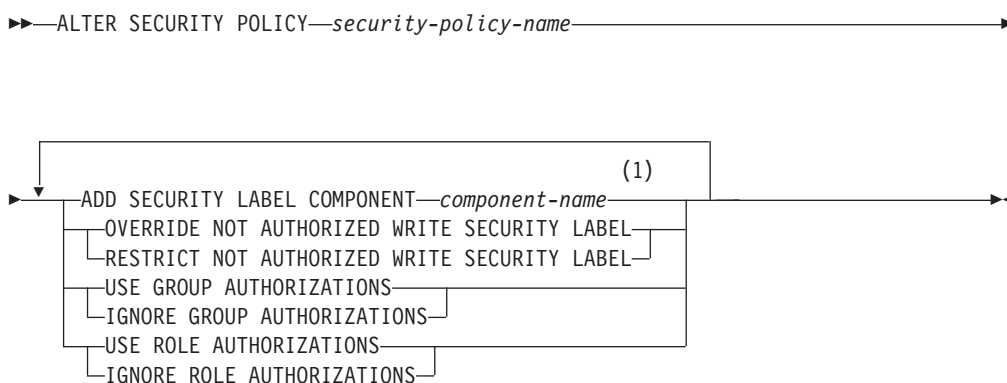 ALTER SECURITY POLICY security-policy-name
(1)
ADD SECURITY LABEL COMPONENT component-name
OVERRIDE NOT AUTHORIZED WRITE SECURITY LABEL
RESTRICT NOT AUTHORIZED WRITE SECURITY LABEL
USE GROUP AUTHORIZATIONS
IGNORE GROUP AUTHORIZATIONS
USE ROLE AUTHORIZATIONS
IGNORE ROLE AUTHORIZATIONS